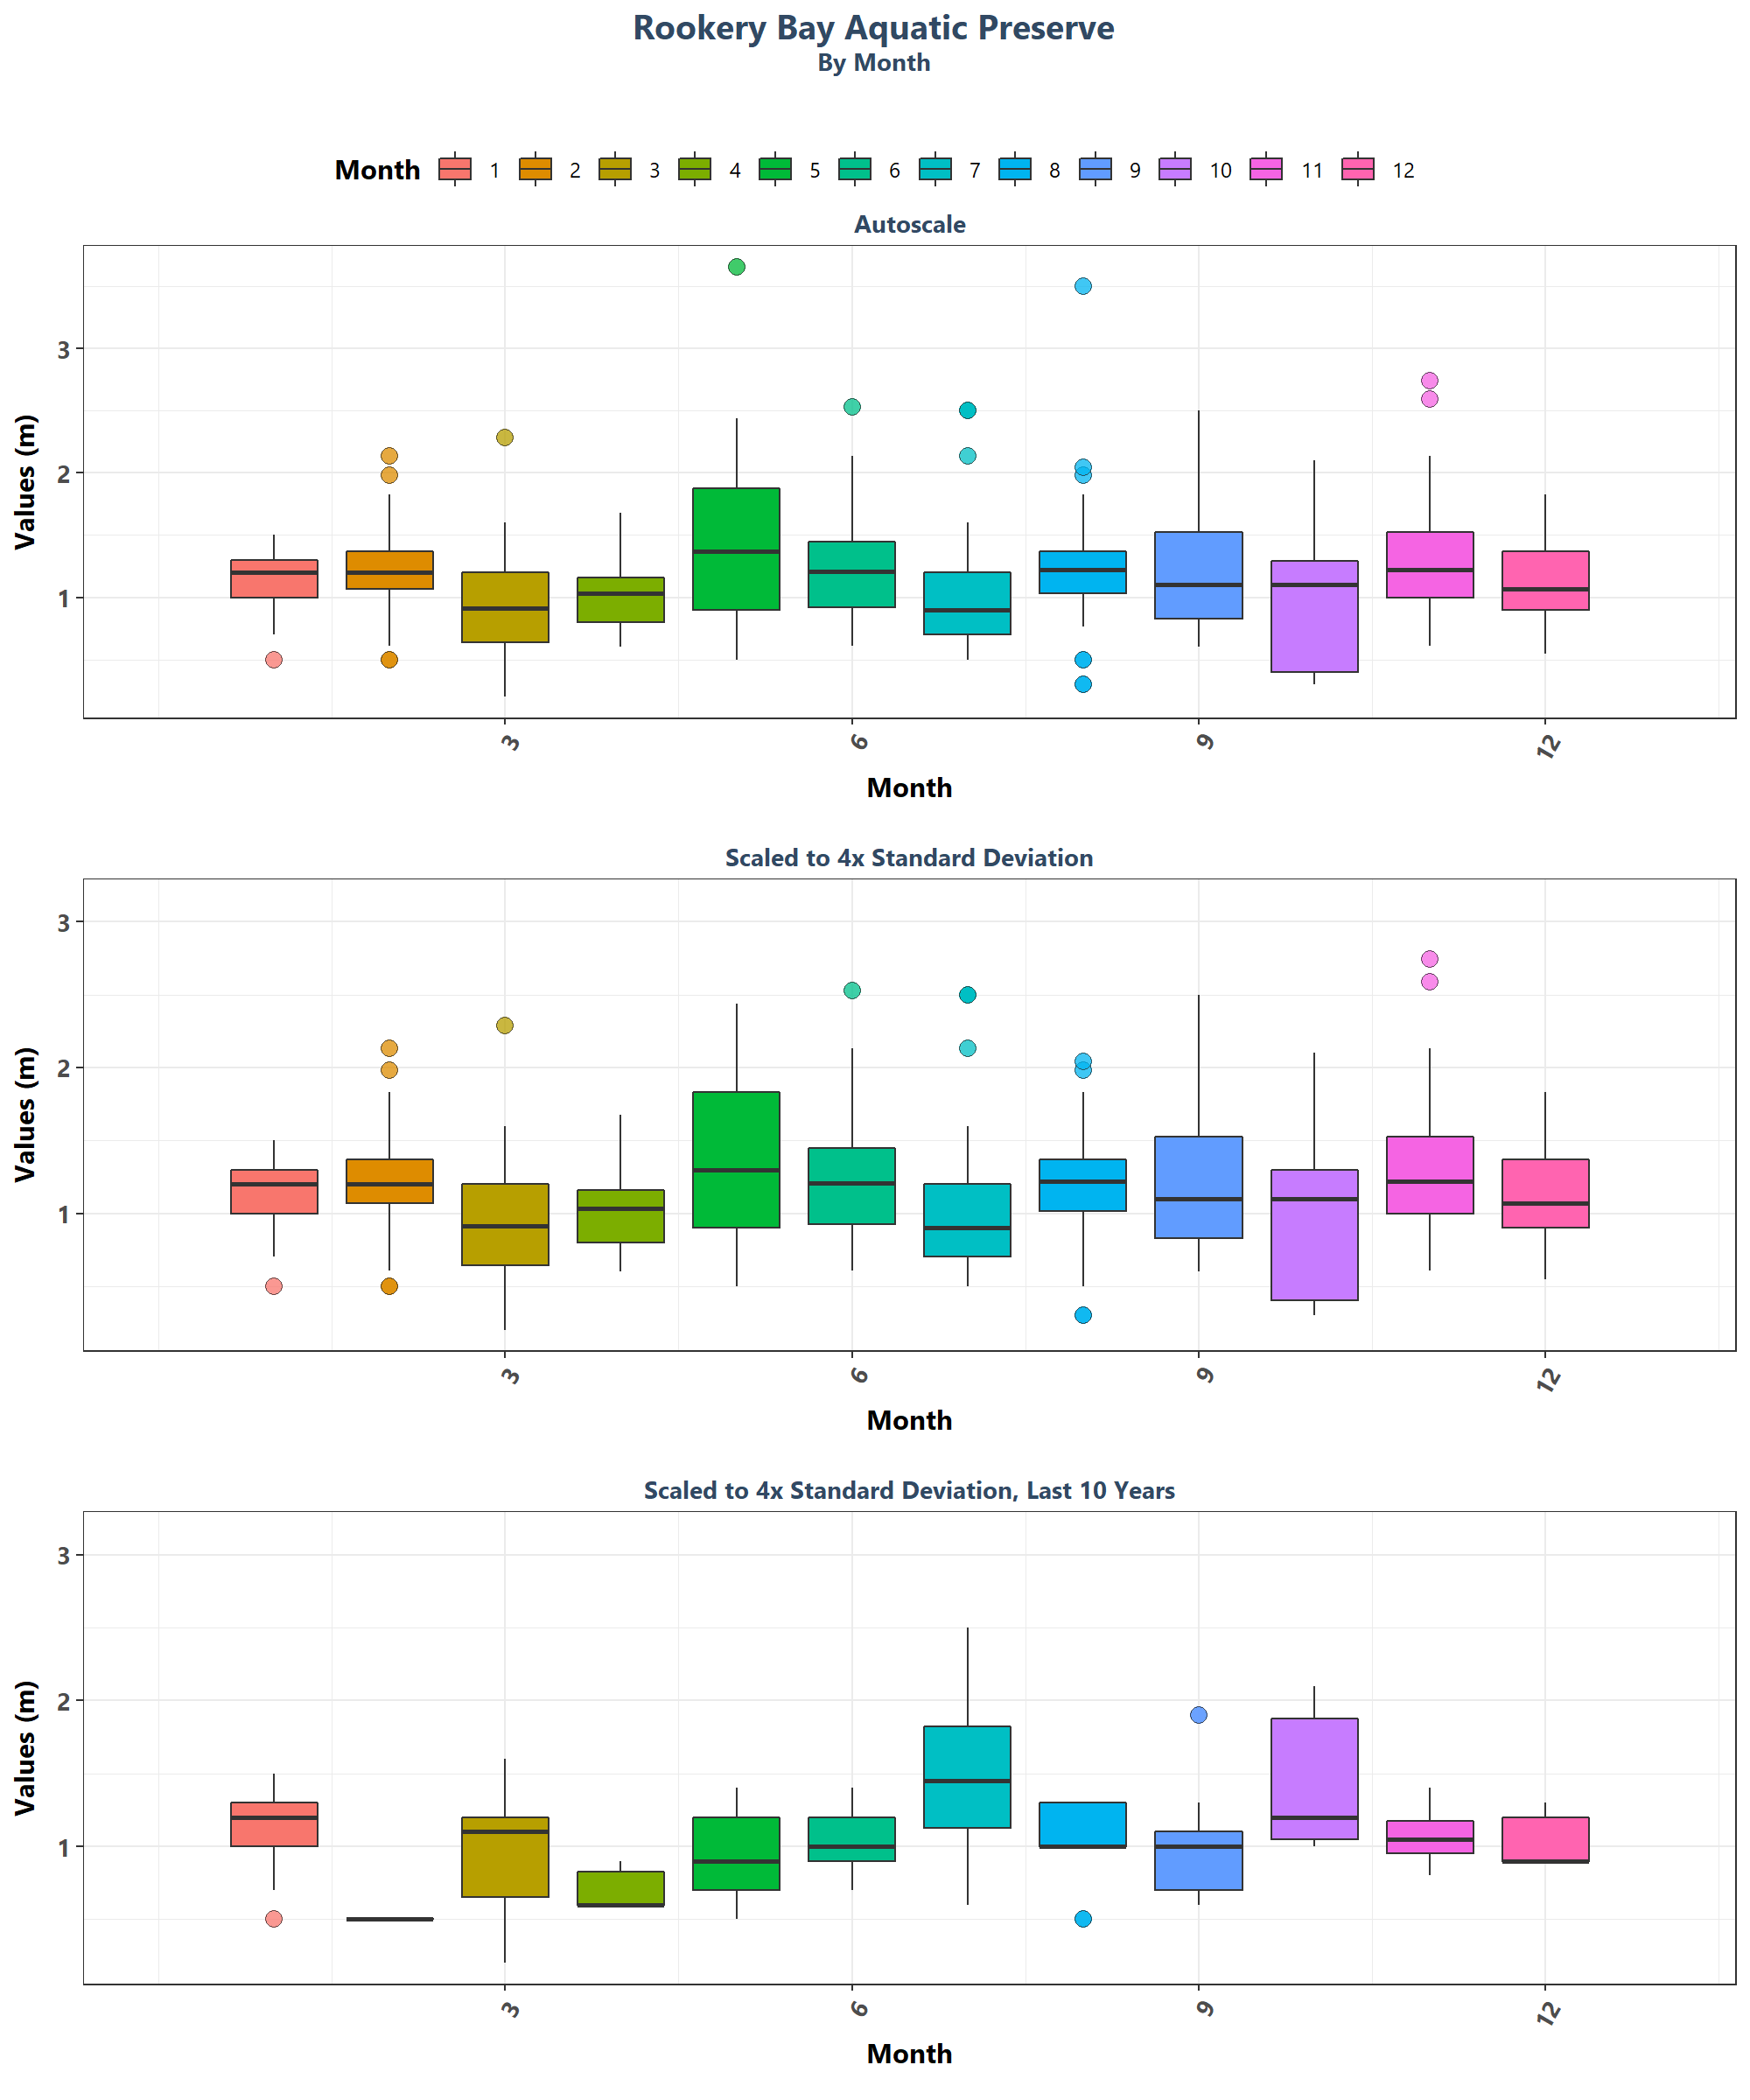 Rookery Bay Aquatic Preserve
By Month
Month 1 2 3 4 5 6 7 8 9 10 11 12
Autoscale
Values (m)
3
2
1
3 6 9 12
Month
Scaled to 4x Standard Deviation
Values (m)
3
2
1
3 6 9 12
Month
Scaled to 4x Standard Deviation, Last 10 Years
Values (m)
3
2
1
3 6 9 12
Month